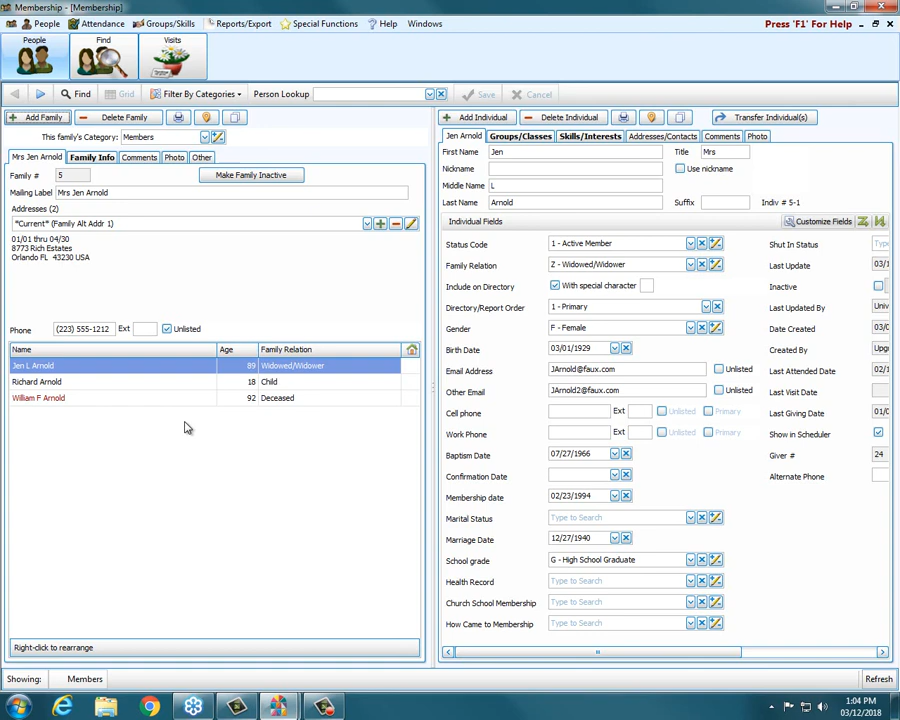 Membership - [Membership]
People Attendance Groups/Skills Reports/Export Special Functions Help Windows Press 'F1' For Help
People Find Visits
Find Grid Filter By Categories Person Lookup Save Cancel
Add Family Delete Family Add Individual Delete Individual Transfer Individual(s)
This family's Category: Members
Jen Arnold Groups/Classes Skills/Interests Addresses/Contacts Comments Photo
Mrs Jen Arnold Family Info Comments Photo Other
First Name Jen Title Mrs
Family # 5 Make Family Inactive
Nickname Use nickname
Mailing Label Mrs Jen Arnold
Middle Name L
Last Name Arnold Suffix Indiv # 5-1
Addresses (2)
*Current* (Family Alt Addr 1)
01/01 thru 04/30
8773 Rich Estates
Orlando FL 43230 USA
Phone (223) 555-1212 Ext Unlisted
Name Age Family Relation
Jen L Arnold 89 Widowed/Widower
Richard Arnold 18 Child
William F Arnold 92 Deceased
Right-click to rearrange
Individual Fields Customize Fields
Status Code 1 - Active Member Shut In Status Type
Family Relation Z - Widowed/Widower Last Update 03/1
Include on Directory With special character Inactive
Directory/Report Order 1 - Primary Last Updated By Univ
Gender F - Female Date Created 03/0
Birth Date 03/01/1929 Created By Upgr
Email Address JArnold@faux.com Unlisted Last Attended Date 02/1
Other Email JArnold2@faux.com Unlisted Last Visit Date
Cell phone Ext Unlisted Primary Last Giving Date 01/0
Work Phone Ext Unlisted Primary Show in Scheduler
Baptism Date 07/27/1966 Giver # 24
Confirmation Date Alternate Phone
Membership date 02/23/1994
Marital Status Type to Search
Marriage Date 12/27/1940
School grade G - High School Graduate
Health Record Type to Search
Church School Membership Type to Search
How Came to Membership Type to Search
Showing: Members Refresh
1:04 PM
03/12/2018